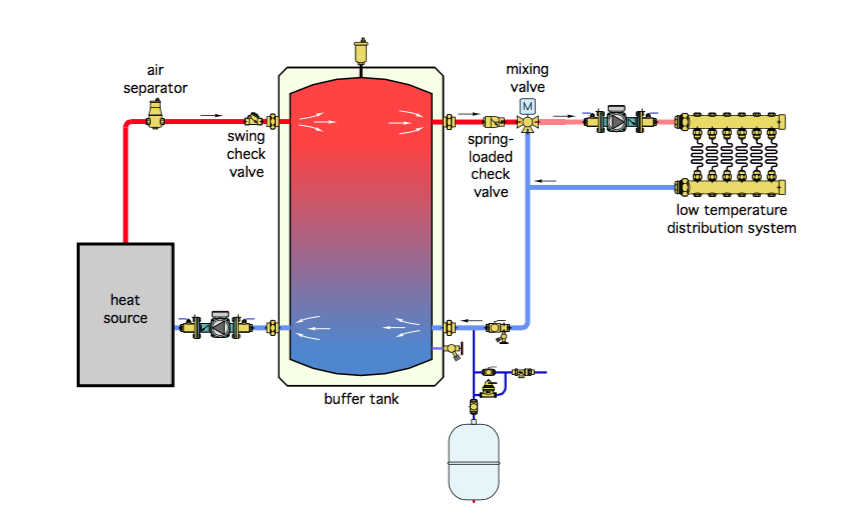 air
separator
mixing
valve
M
swing
check
valve
spring-
loaded
check
valve
low temperature
distribution system
heat
source
buffer tank